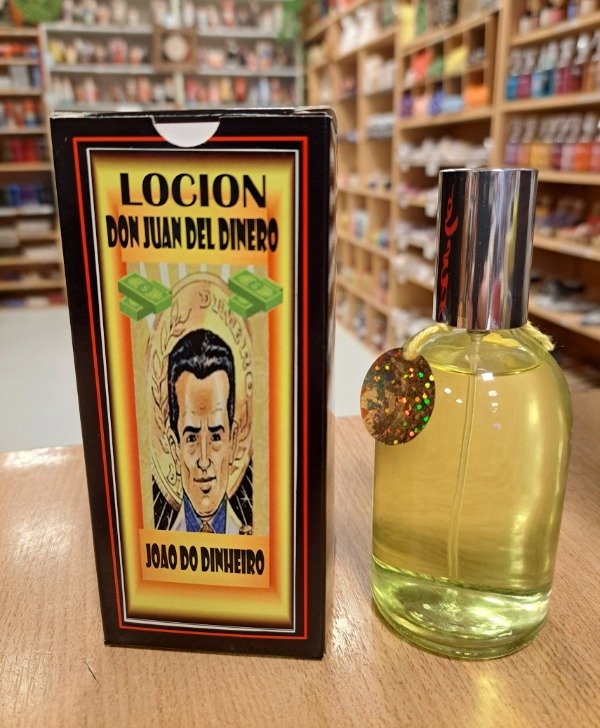 LOCION
DON JUAN DEL DINERO
JOAO DO DINHEIRO